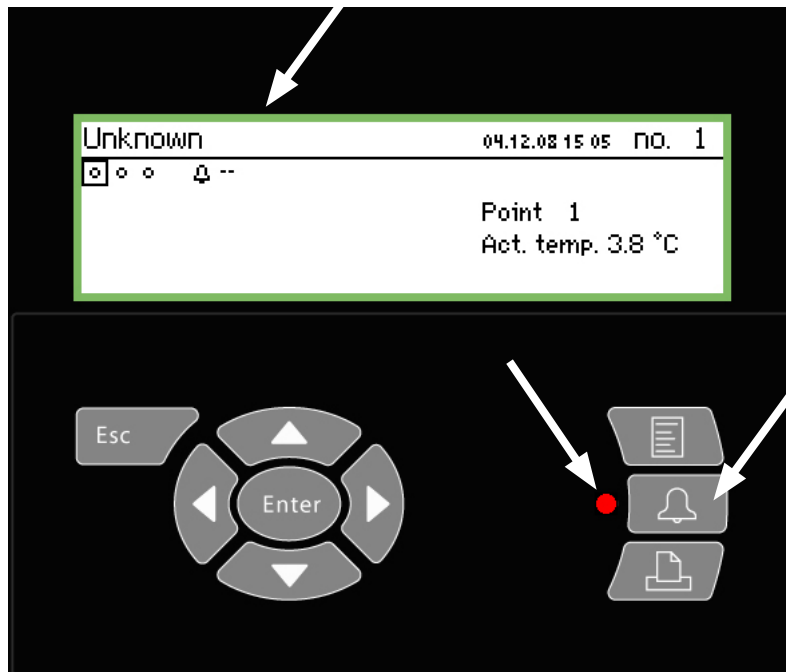 Unknown 04.12.08 15 05 no. 1
--
Point 1
Act. temp. 3.8 °C
Esc
Enter